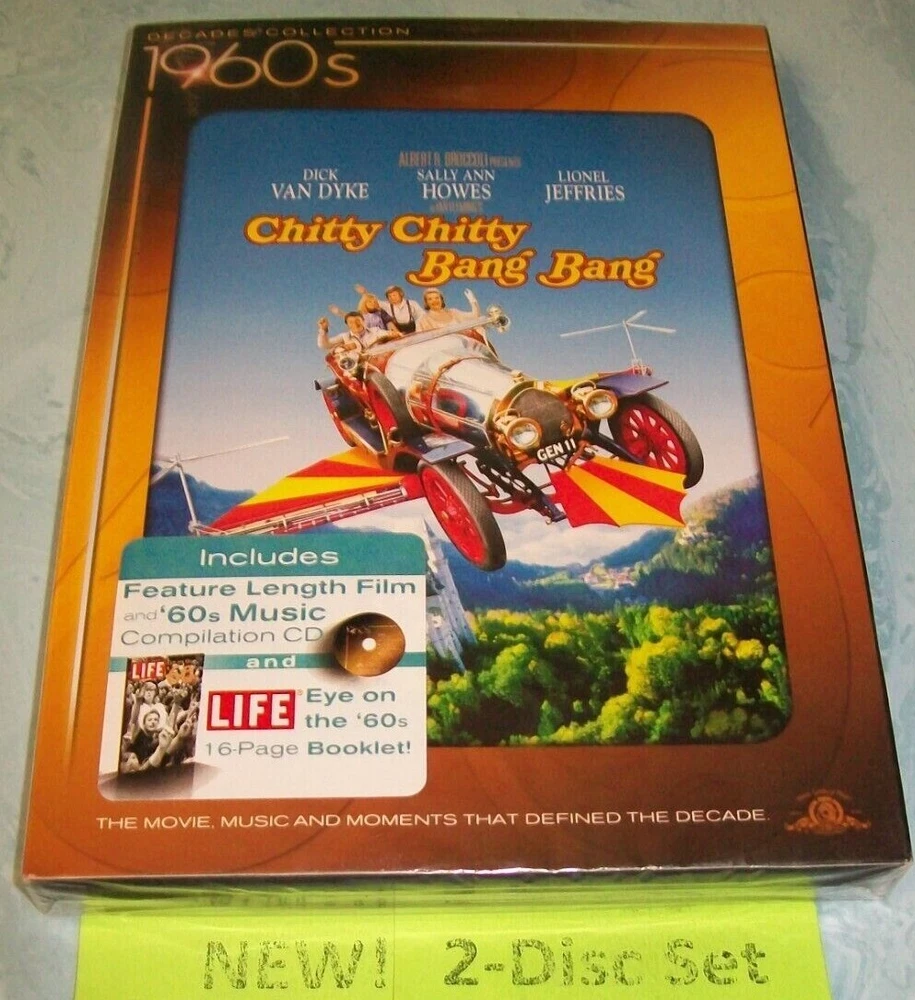 DECADES COLLECTION
1960s
ALBERT R. BROCCOLI PRESENTS
DICK VAN DYKE
SALLY ANN HOWES
LIONEL JEFFRIES
Chitty Chitty
Bang Bang
GEN 11
Includes
Feature Length Film
and '60s Music
Compilation CD
and
LIFE
LIFE® Eye on
the '60s
16-Page Booklet!
THE MOVIE, MUSIC AND MOMENTS THAT DEFINED THE DECADE.
NEW! 2-Disc Set